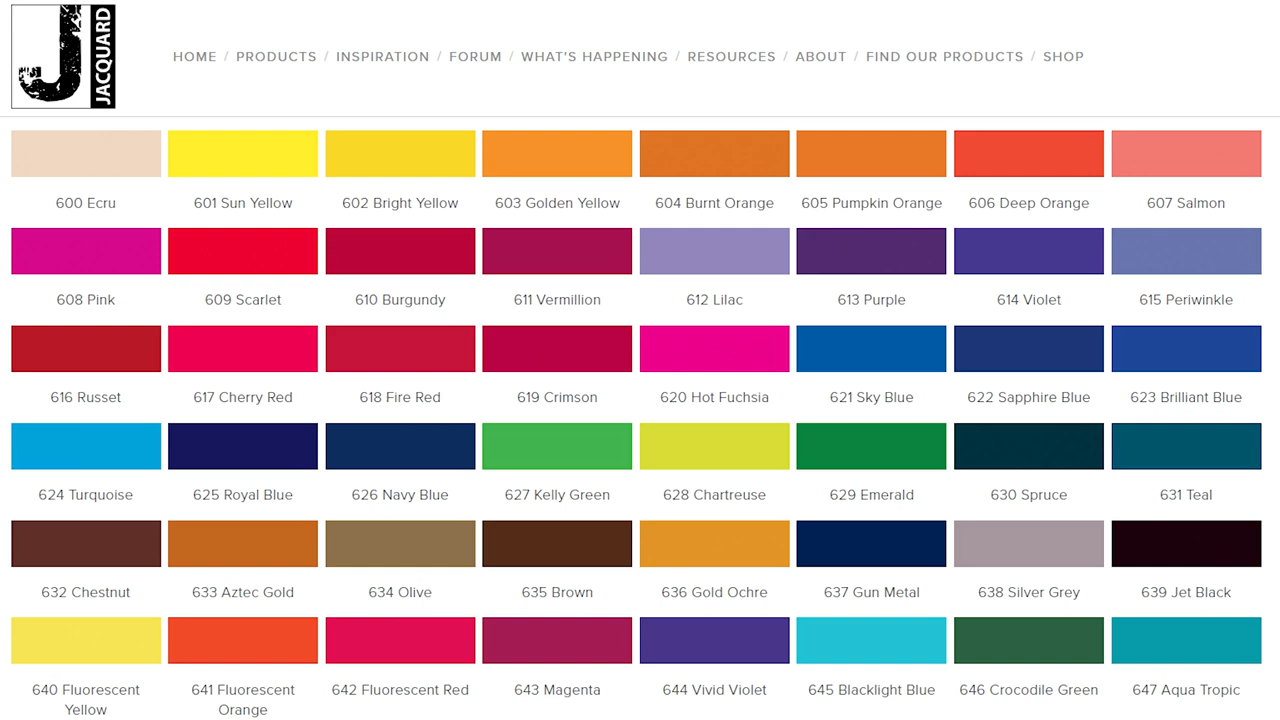 J JACQUARD
HOME / PRODUCTS / INSPIRATION / FORUM / WHAT'S HAPPENING / RESOURCES / ABOUT / FIND OUR PRODUCTS / SHOP
600 Ecru
601 Sun Yellow
602 Bright Yellow
603 Golden Yellow
604 Burnt Orange
605 Pumpkin Orange
606 Deep Orange
607 Salmon
608 Pink
609 Scarlet
610 Burgundy
611 Vermillion
612 Lilac
613 Purple
614 Violet
615 Periwinkle
616 Russet
617 Cherry Red
618 Fire Red
619 Crimson
620 Hot Fuchsia
621 Sky Blue
622 Sapphire Blue
623 Brilliant Blue
624 Turquoise
625 Royal Blue
626 Navy Blue
627 Kelly Green
628 Chartreuse
629 Emerald
630 Spruce
631 Teal
632 Chestnut
633 Aztec Gold
634 Olive
635 Brown
636 Gold Ochre
637 Gun Metal
638 Silver Grey
639 Jet Black
640 Fluorescent
Yellow
641 Fluorescent
Orange
642 Fluorescent Red
643 Magenta
644 Vivid Violet
645 Blacklight Blue
646 Crocodile Green
647 Aqua Tropic